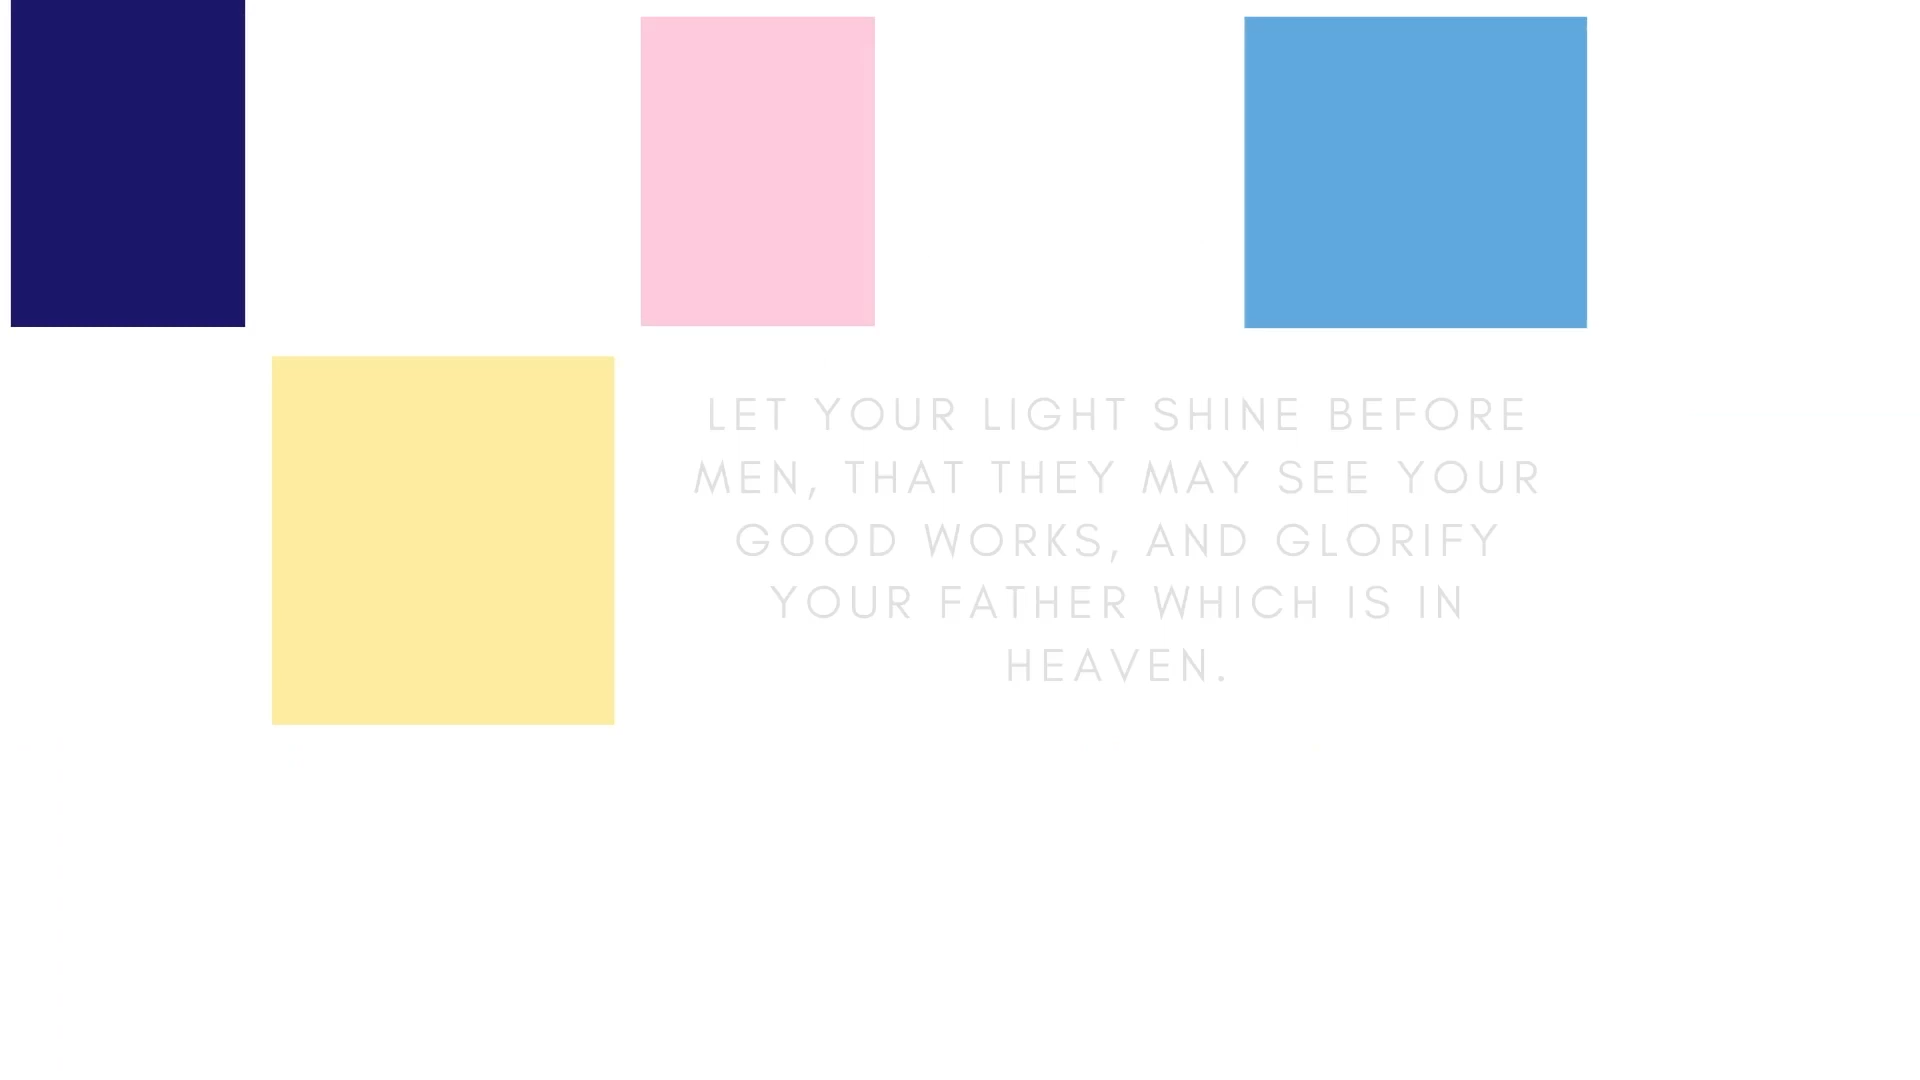 LET YOUR LIGHT SHINE BEFORE
MEN, THAT THEY MAY SEE YOUR
GOOD WORKS, AND GLORIFY
YOUR FATHER WHICH IS IN
HEAVEN.